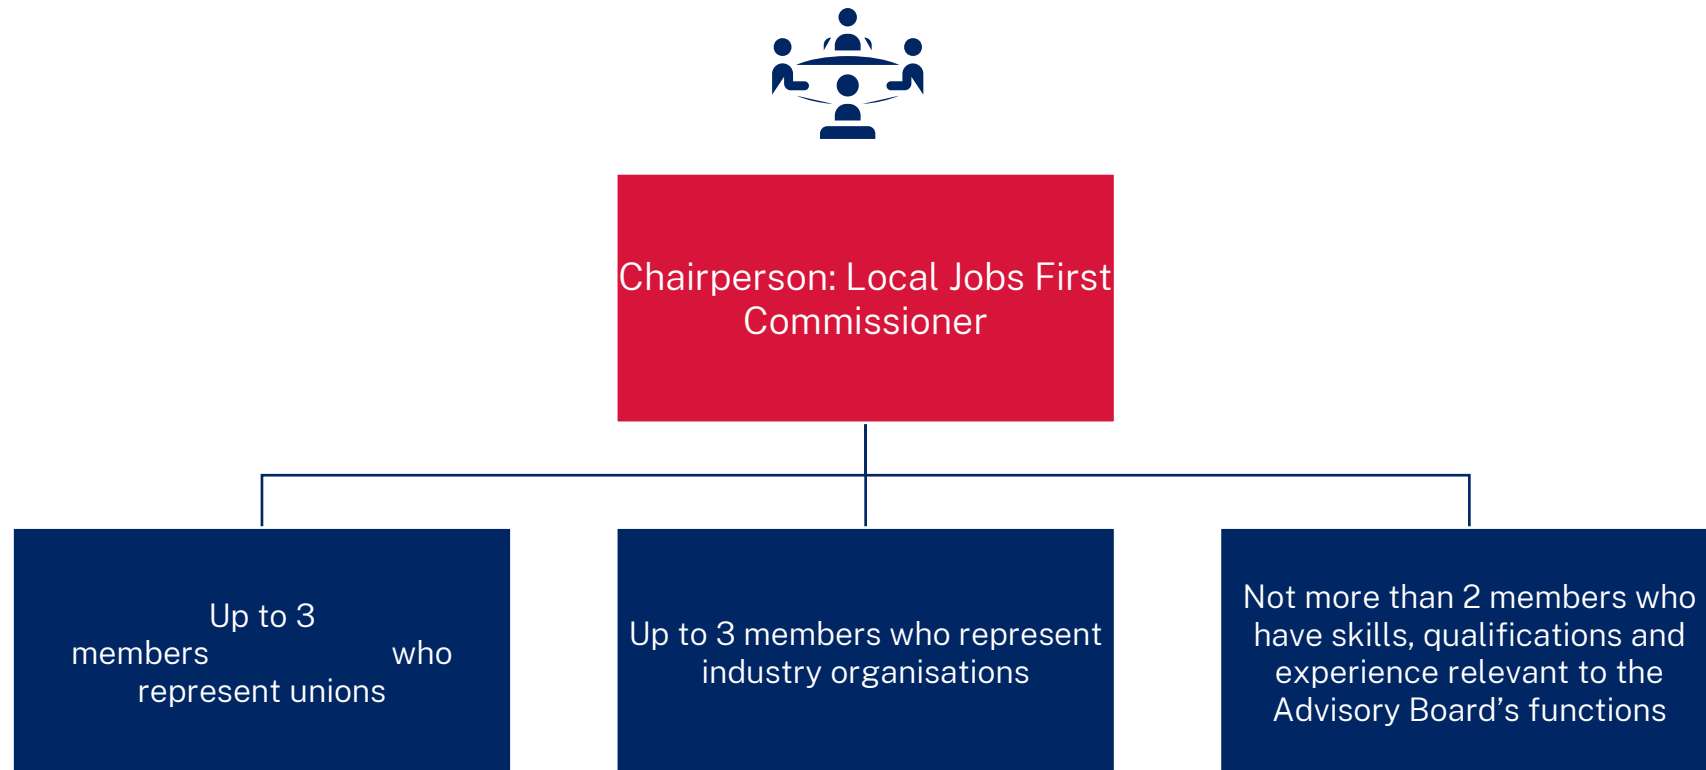 Chairperson: Local Jobs First
Commissioner
Up to 3
members who
represent unions
Up to 3 members who represent
industry organisations
Not more than 2 members who
have skills, qualifications and
experience relevant to the
Advisory Board’s functions